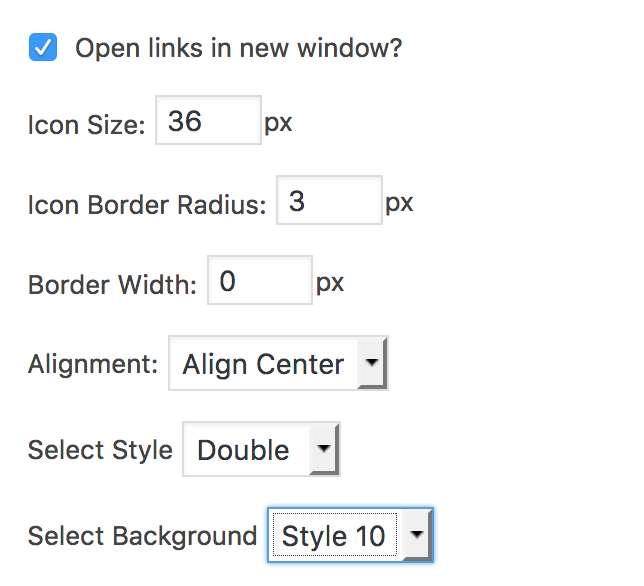 Open links in new window?
Icon Size: 36 px
Icon Border Radius: 3 px
Border Width: 0 px
Alignment: Align Center
Select Style Double
Select Background Style 10